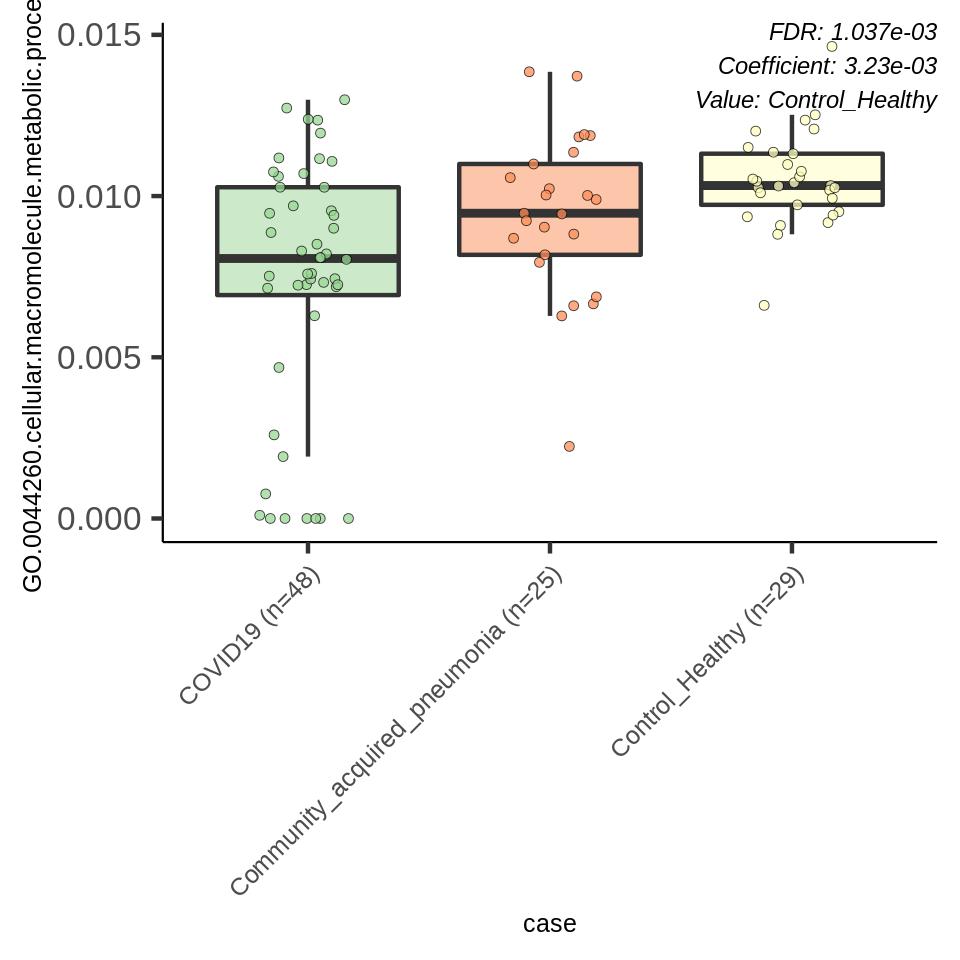 GO.0044260.cellular.macromolecule.metabolic.proce
0.015
0.010
0.005
0.000
FDR: 1.037e-03
Coefficient: 3.23e-03
Value: Control_Healthy
COVID19 (n=48)
Community_acquired_pneumonia (n=25)
Control_Healthy (n=29)
case